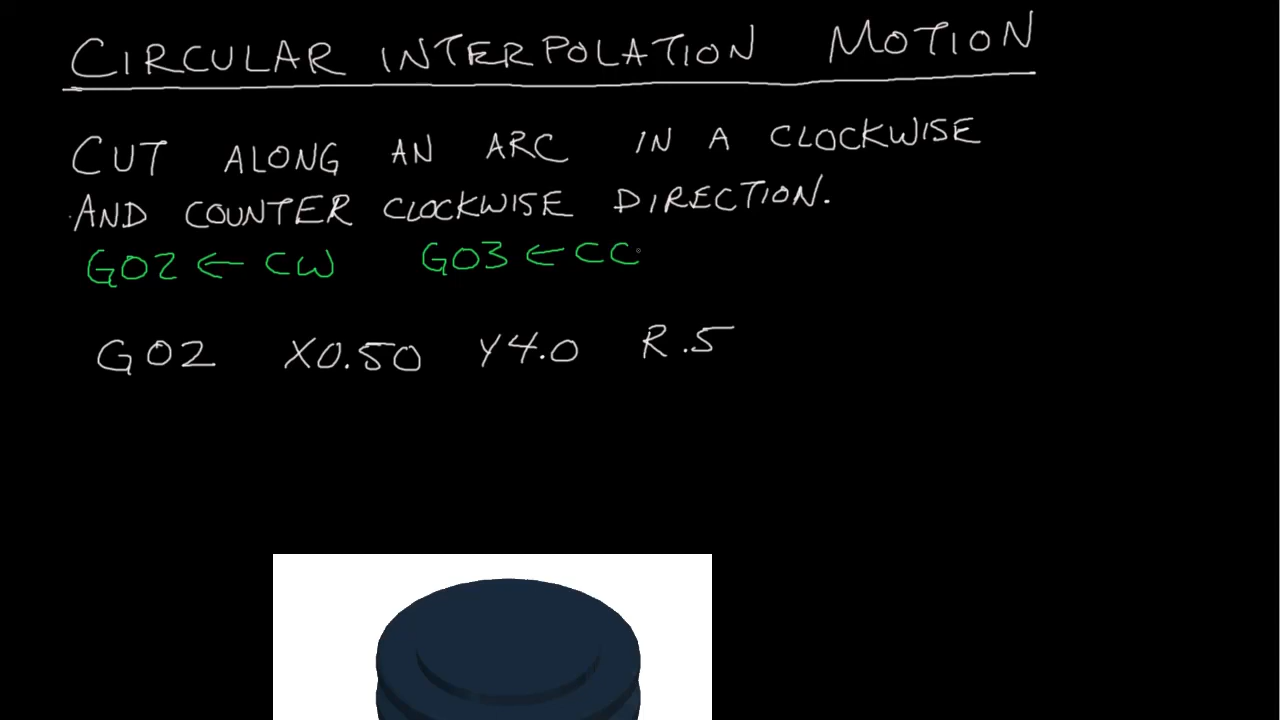 CIRCULAR INTERPOLATION MOTION
CUT ALONG AN ARC IN A CLOCKWISE
AND COUNTER CLOCKWISE DIRECTION.
G02 ← CW G03 ← CC
G02 X0.50 Y4.0 R.5